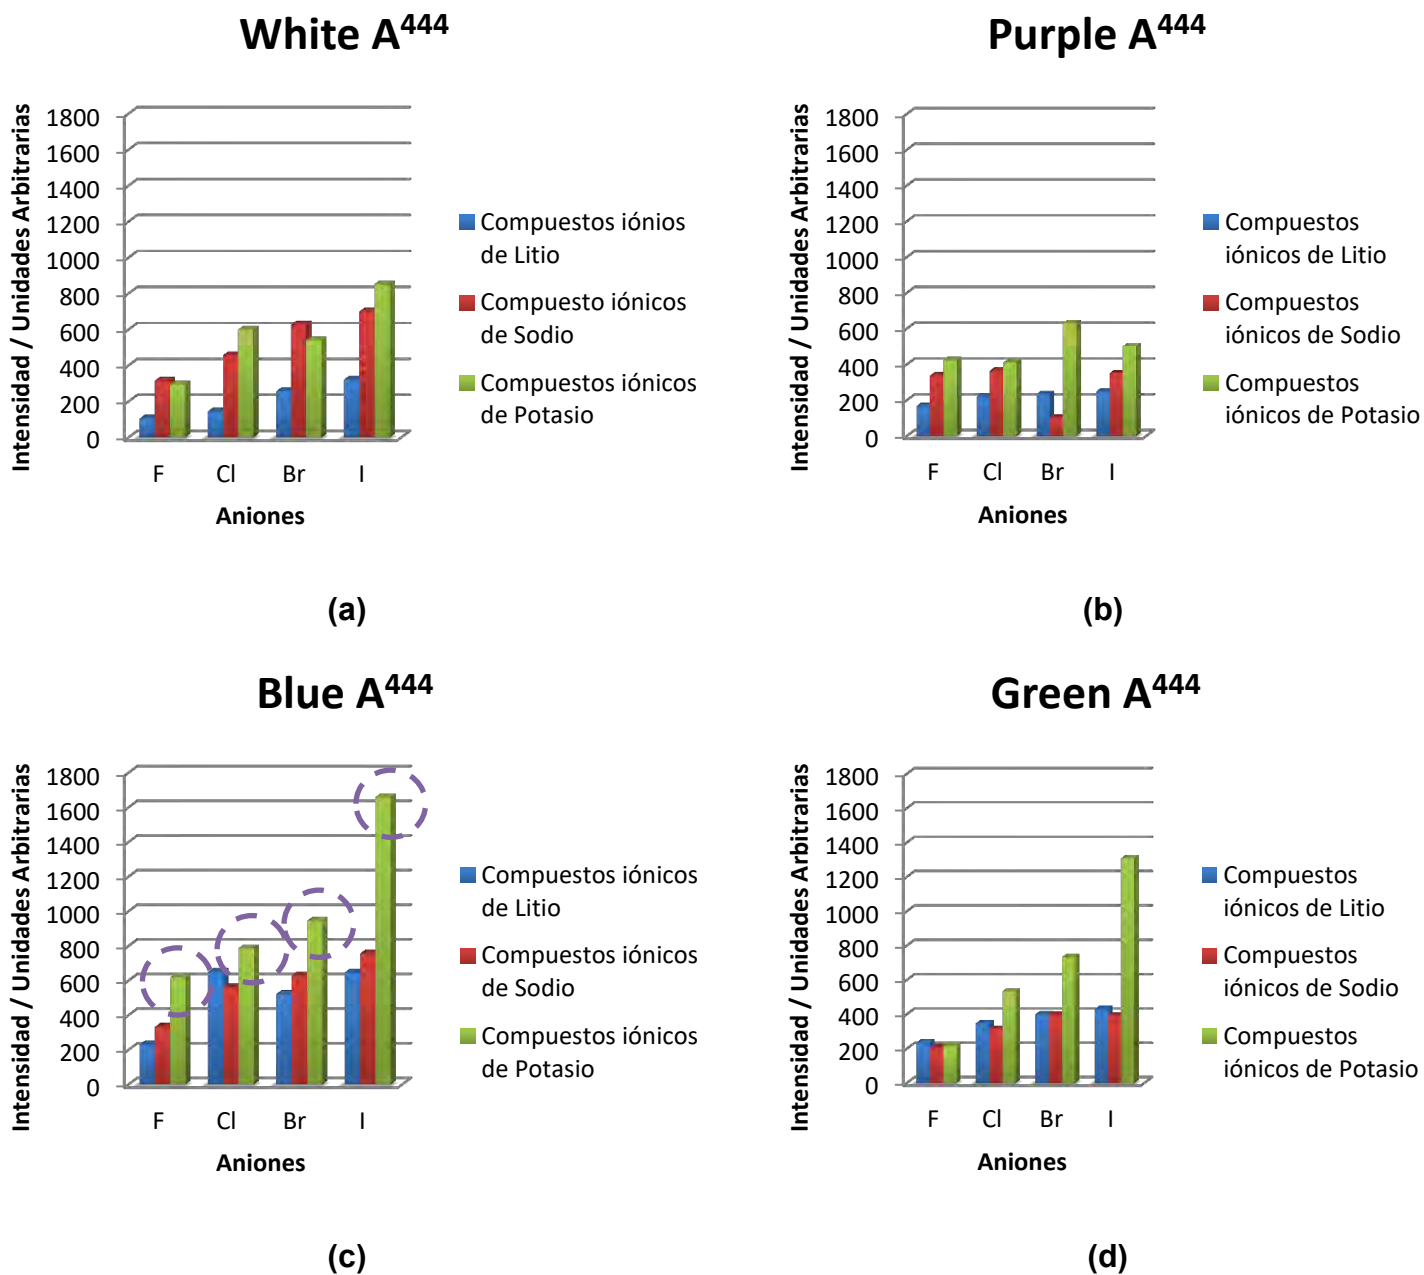 White A⁴⁴⁴
Intensidad / Unidades Arbitrarias
1800
1600
1400
1200
1000
800
600
400
200
0
F Cl Br I
Aniones
Compuestos iónios
de Litio
Compuesto iónicos
de Sodio
Compuestos iónicos
de Potasio
(a)
Purple A⁴⁴⁴
Intensidad / Unidades Arbitrarias
1800
1600
1400
1200
1000
800
600
400
200
0
F Cl Br I
Aniones
Compuestos
iónicos de Litio
Compuestos
iónicos de Sodio
Compuestos
iónicos de Potasio
(b)
Blue A⁴⁴⁴
Intensidad / Unidades Arbitrarias
1800
1600
1400
1200
1000
800
600
400
200
0
F Cl Br I
Aniones
Compuestos iónicos
de Litio
Compuestos iónicos
de Sodio
Compuestos iónicos
de Potasio
(c)
Green A⁴⁴⁴
Intensidad / Unidades Arbitrarias
1800
1600
1400
1200
1000
800
600
400
200
0
F Cl Br I
Aniones
Compuestos
iónicos de Litio
Compuestos
iónicos de Sodio
Compuestos
iónicos de Potasio
(d)